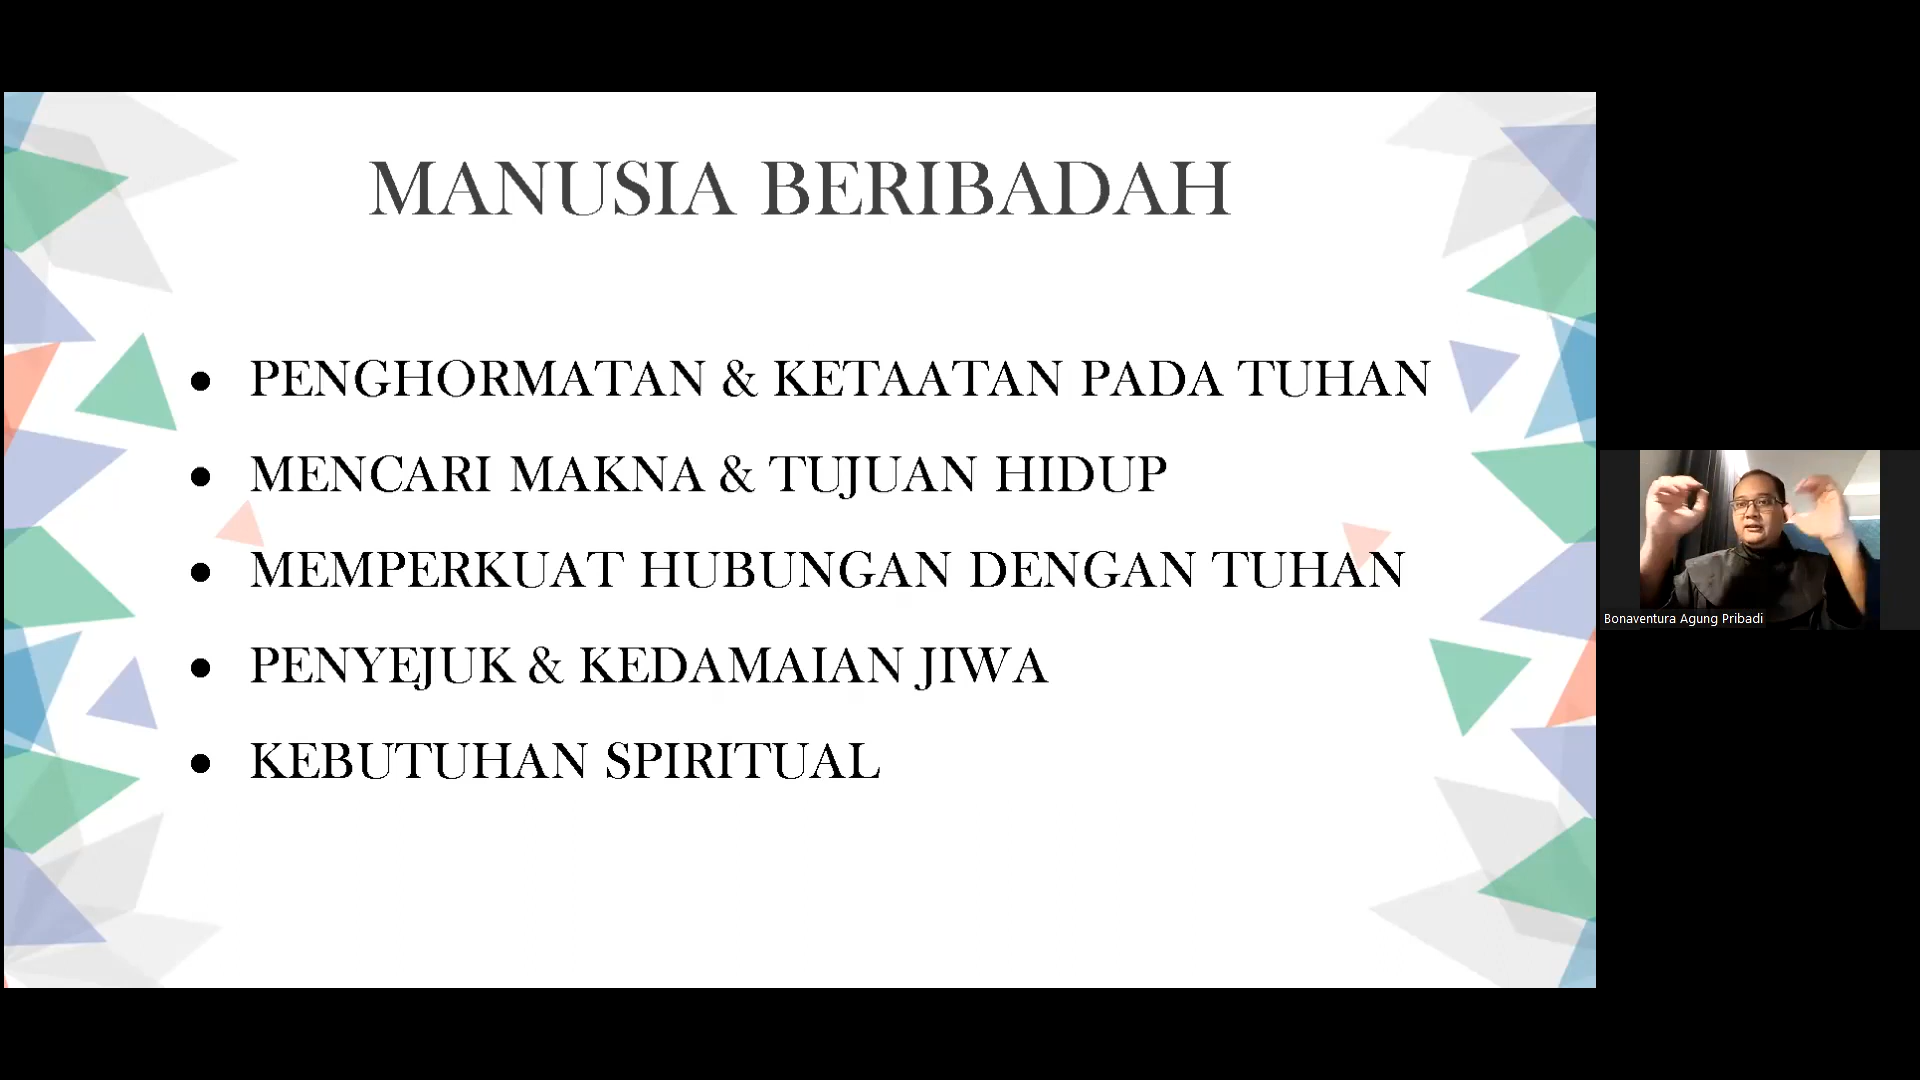 MANUSIA BERIBADAH
● PENGHORMATAN & KETAATAN PADA TUHAN
● MENCARI MAKNA & TUJUAN HIDUP
● MEMPERKUAT HUBUNGAN DENGAN TUHAN
● PENYEJUK & KEDAMAIAN JIWA
● KEBUTUHAN SPIRITUAL
Bonaventura Agung Pribadi